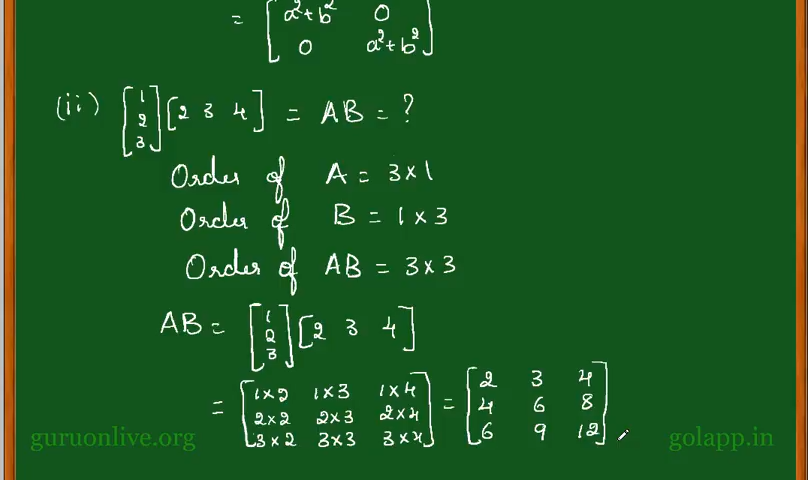 = [a²+b² 0
0 a²+b²]
(ii) [1 2 3] [2 3 4] = AB = ?
Order of A = 3×1
Order of B = 1×3
Order of AB = 3×3
AB = [1 2 3] [2 3 4]
= [1×2 1×3 1×4 = [2 3 4
2×2 2×3 2×4 4 6 8
3×2 3×3 3×4] 6 9 12]
guruonlive.org golapp.in